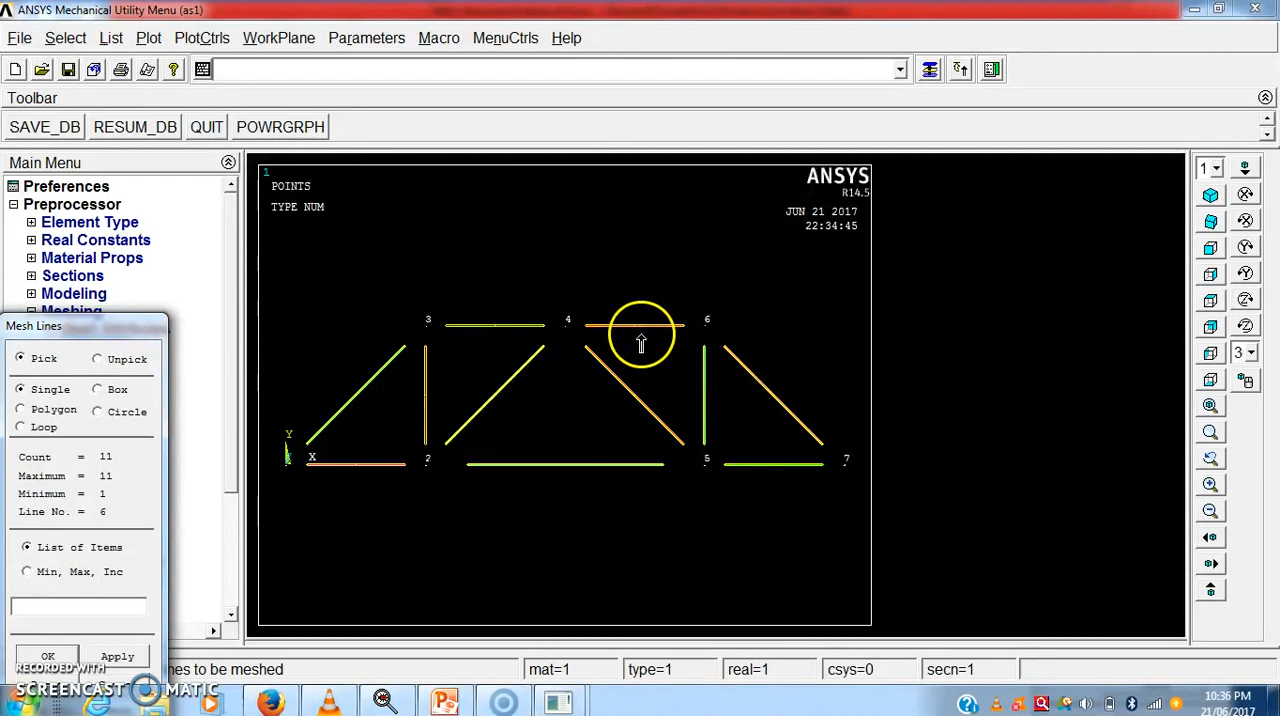 ANSYS Mechanical Utility Menu (as1)
File Select List Plot PlotCtrls WorkPlane Parameters Macro MenuCtrls Help
Toolbar
SAVE_DB RESUM_DB QUIT POWRGRPH
Main Menu
Preferences
Preprocessor
Element Type
Real Constants
Material Props
Sections
Modeling
Meshing
Mesh Lines
Pick Unpick
Single Box
Polygon Circle
Loop
Count = 11
Maximum = 11
Minimum = 1
Line No. = 6
List of Items
Min, Max, Inc
OK Apply
1
POINTS
TYPE NUM
ANSYS
R14.5
JUN 21 2017
22:34:45
3 4 6
Y
X 2 5 7
1
3
nes to be meshed
mat=1 type=1 real=1 csys=0 secn=1
RECORDED WITH
SCREENCAST MATIC
10:36 PM
21/06/2017